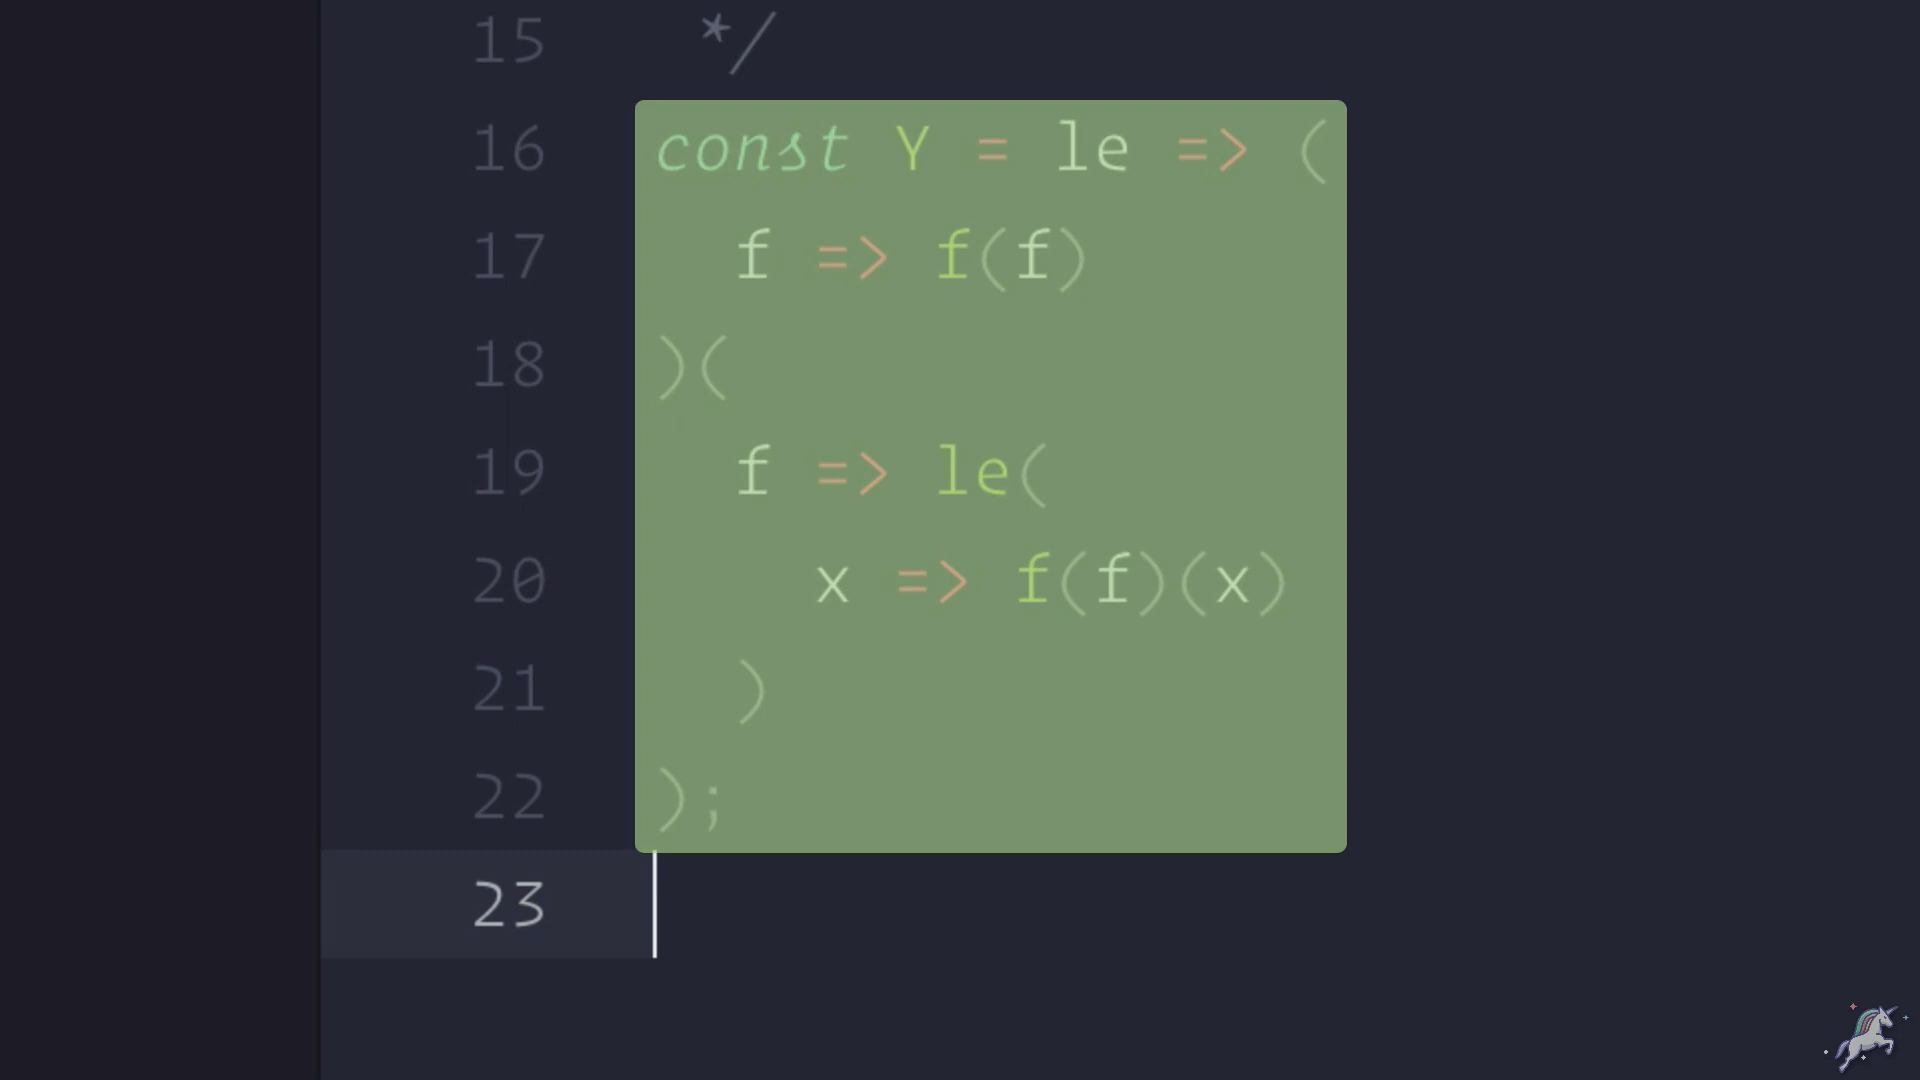 15 */
16 const Y = le => (
17 f => f(f)
18 )(
19 f => le(
20 x => f(f)(x)
21 )
22 );
23